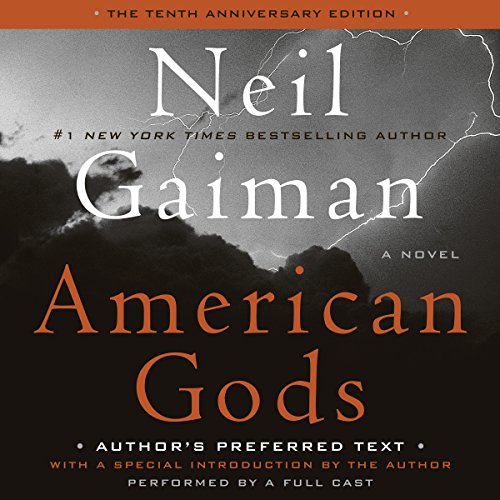 • THE TENTH ANNIVERSARY EDITION •
Neil
#1 NEW YORK TIMES BESTSELLING AUTHOR
Gaiman
A NOVEL
American
Gods
• AUTHOR'S PREFERRED TEXT •
WITH A SPECIAL INTRODUCTION BY THE AUTHOR
PERFORMED BY A FULL CAST